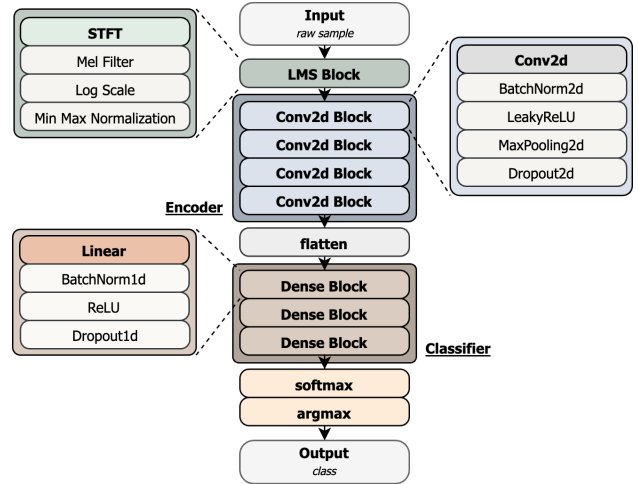 Input
raw sample
STFT
Mel Filter
Log Scale
Min Max Normalization
LMS Block
Conv2d Block
Conv2d Block
Conv2d Block
Conv2d Block
Encoder
Conv2d
BatchNorm2d
LeakyReLU
MaxPooling2d
Dropout2d
flatten
Linear
BatchNorm1d
ReLU
Dropout1d
Dense Block
Dense Block
Dense Block
Classifier
softmax
argmax
Output
class